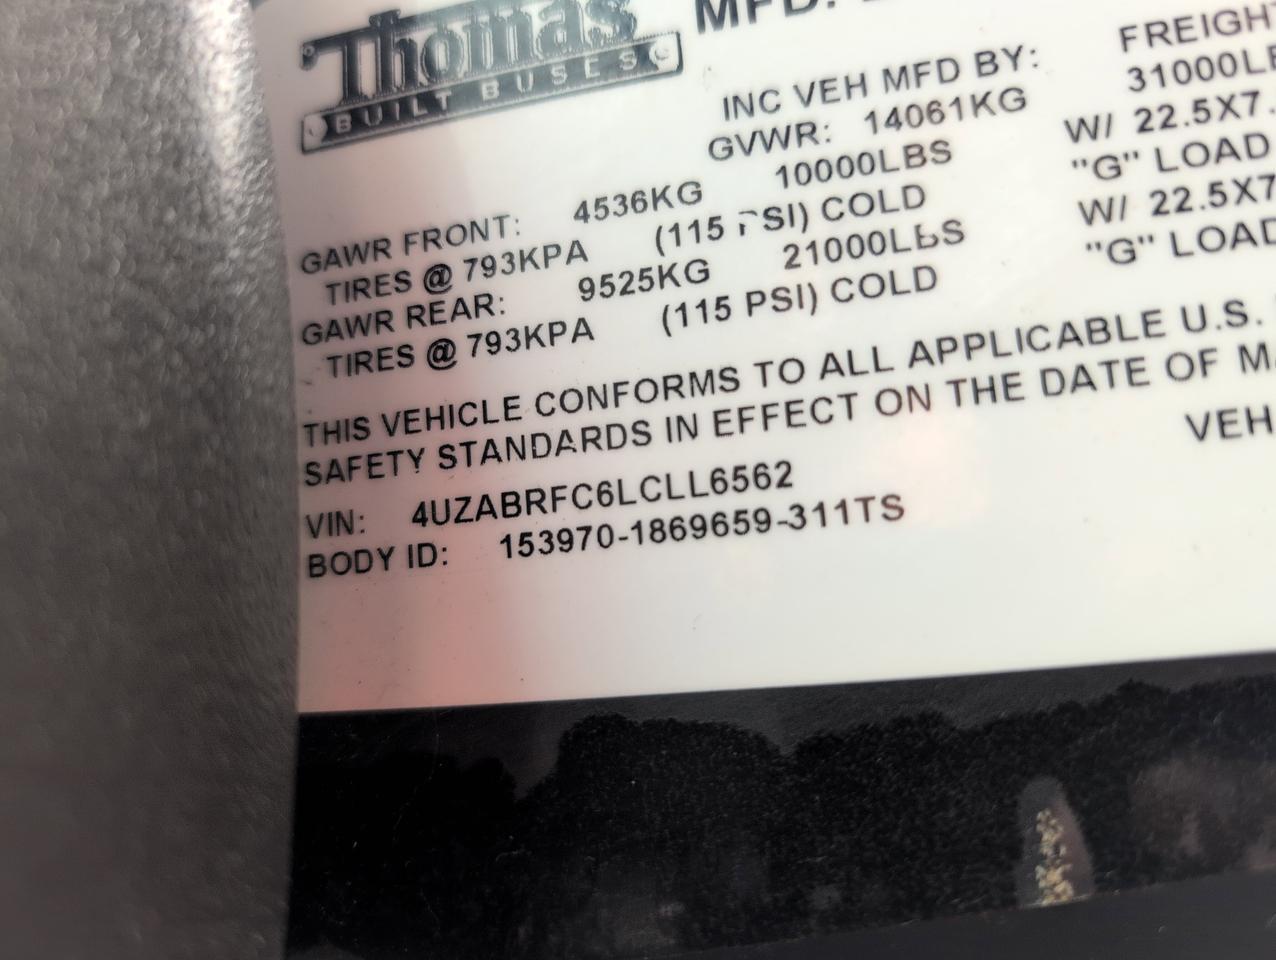 Thomas
BUILT BUSES
MFD.
INC VEH MFD BY: FREIGHT
GVWR: 14061KG 31000LB
GAWR FRONT: 4536KG 10000LBS W/ 22.5X7.
TIRES @ 793KPA (115 PSI) COLD "G" LOAD
GAWR REAR: 9525KG 21000LBS W/ 22.5X7
TIRES @ 793KPA (115 PSI) COLD "G" LOAD
THIS VEHICLE CONFORMS TO ALL APPLICABLE U.S.
SAFETY STANDARDS IN EFFECT ON THE DATE OF MA
VEH
VIN: 4UZABRFC6LCLL6562
BODY ID: 153970-1869659-311TS